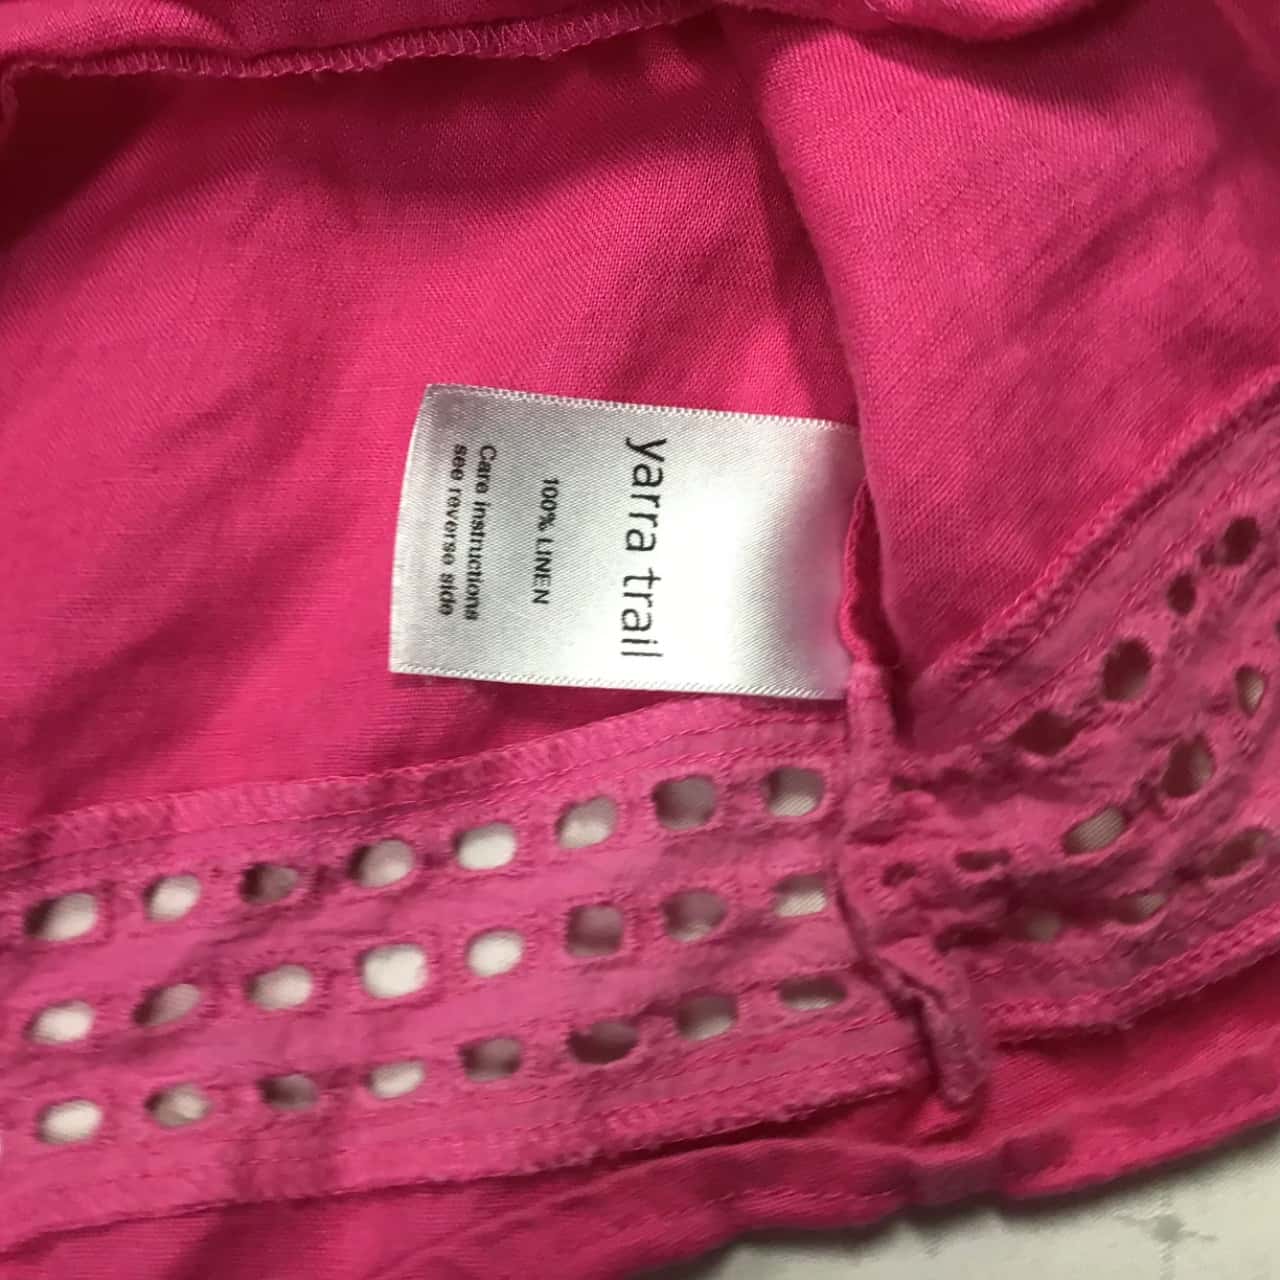 yarra trail
100% LINEN
Care instructions
see reverse side